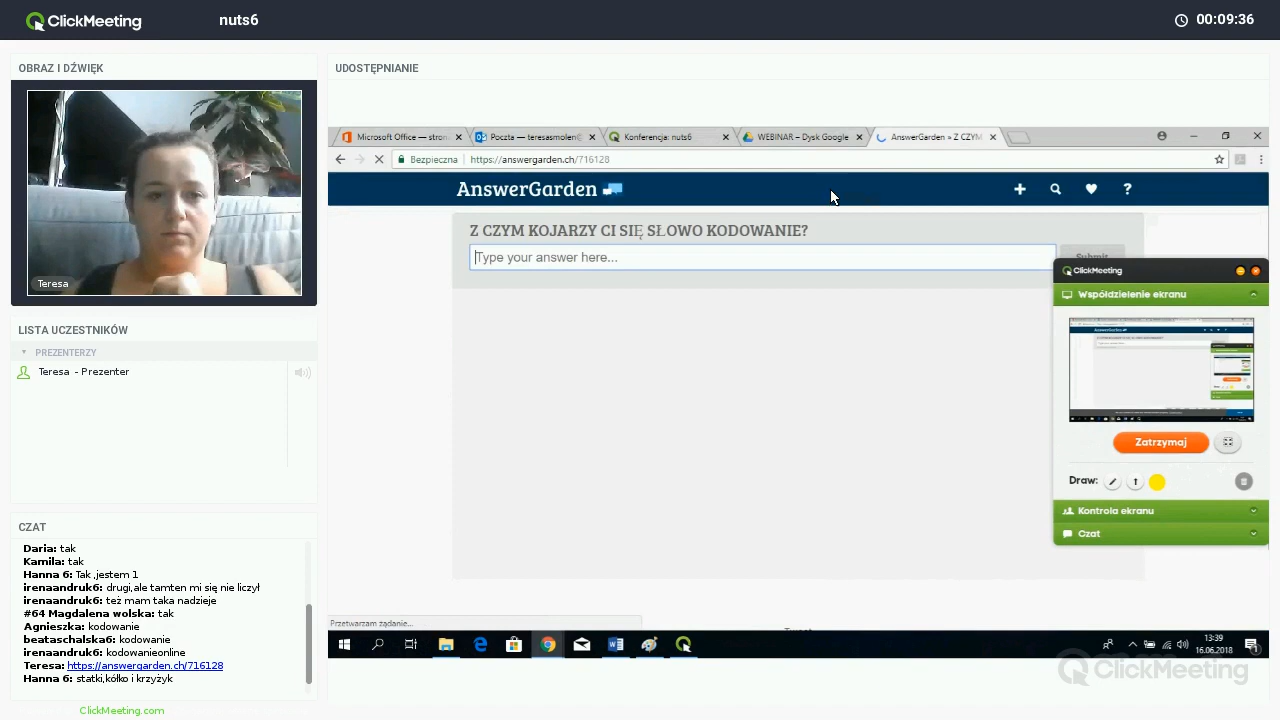 ClickMeeting
nuts6
00:09:36
OBRAZ I DŹWIĘK
Teresa
LISTA UCZESTNIKÓW
PREZENTERZY
Teresa - Prezenter
CZAT
Daria: tak
Kamila: tak
Hanna 6: Tak ,jestem 1
irenaandruk6: drugi,ale tamten mi się nie liczył
irenaandruk6: też mam taka nadzieje
#64 Magdalena wolska: tak
Agnieszka: kodowanie
beataschalska6: kodowanie
irenaandruk6: kodowanieonline
Teresa: https://answergarden.ch/716128
Hanna 6: statki,kółko i krzyżyk
ClickMeeting.com
UDOSTĘPNIANIE
Microsoft Office — stron
Poczta — teresasmolen@
Konferencja: nuts6
WEBINAR – Dysk Google
AnswerGarden » Z CZYM
Bezpieczna
https://answergarden.ch/716128
AnswerGarden
Z CZYM KOJARZY CI SIĘ SŁOWO KODOWANIE?
Type your answer here...
Submit
ClickMeeting
Współdzielenie ekranu
Zatrzymaj
Draw:
Kontrola ekranu
Czat
Przetwarzam żądanie...
Tweet
13:39
16.06.2018
ClickMeeting